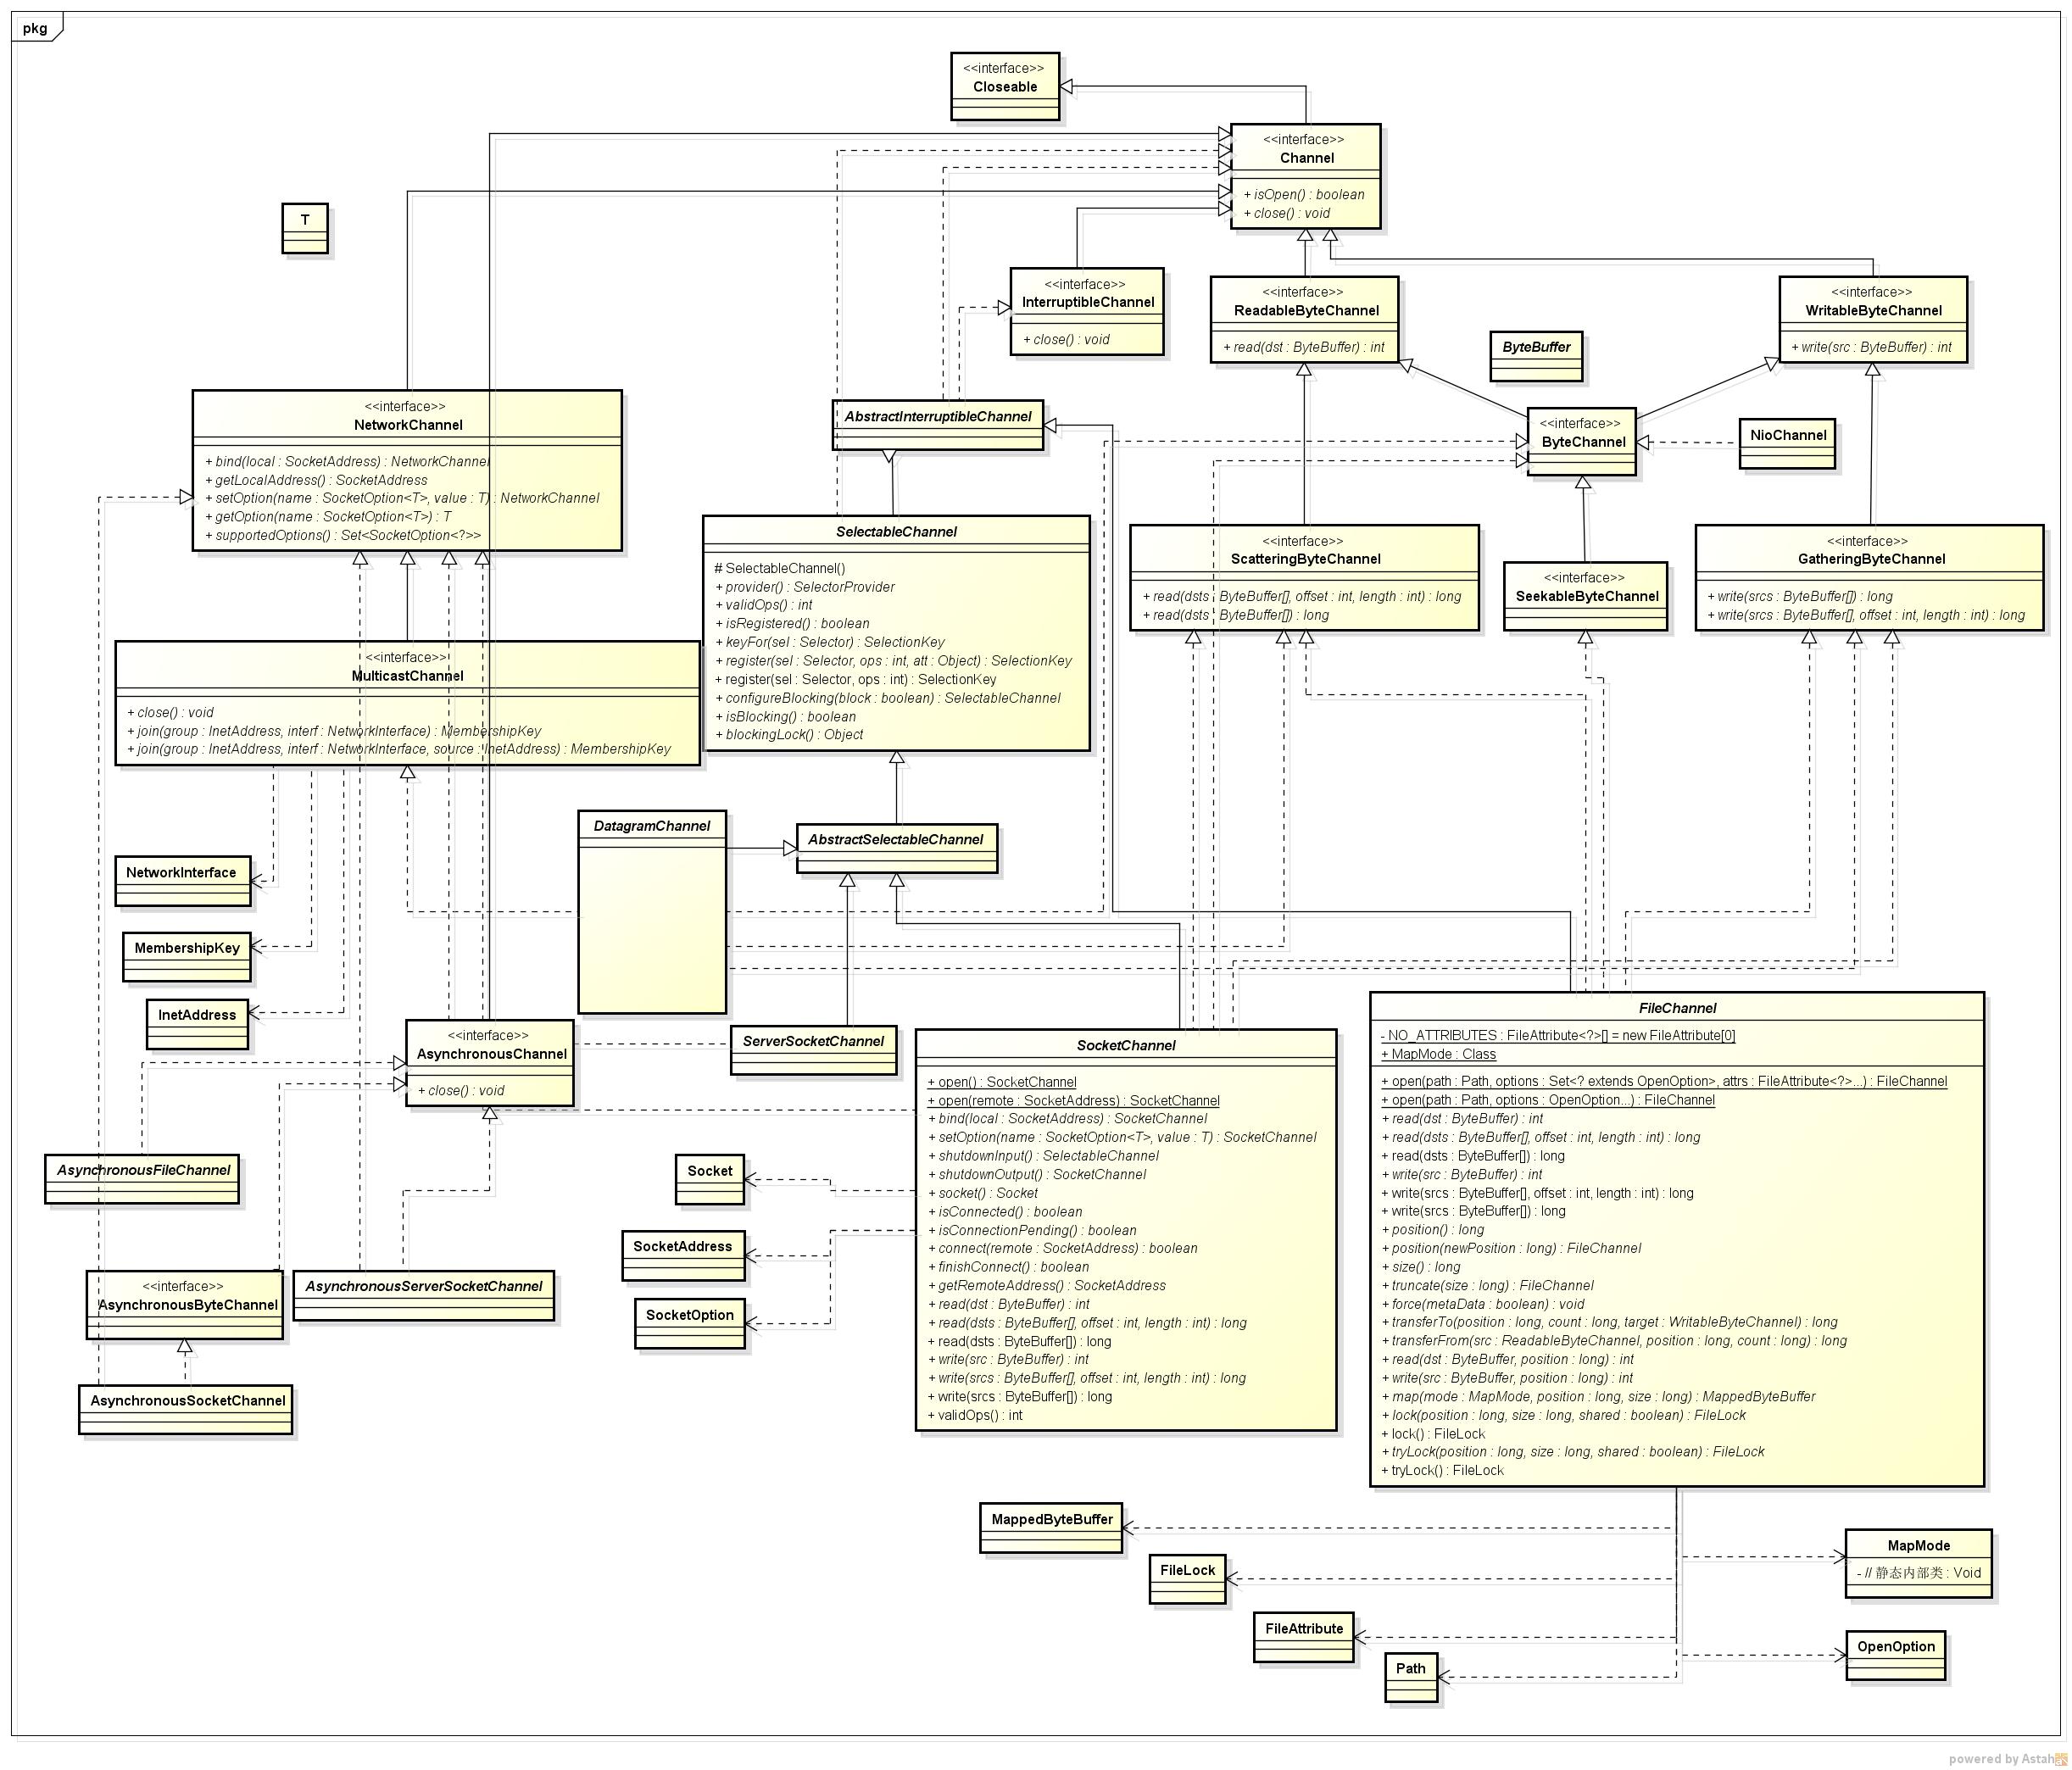 pkg
<<interface>>
Closeable
<<interface>>
Channel
+ isOpen() : boolean
+ close() : void
T
<<interface>>
InterruptibleChannel
+ close() : void
<<interface>>
ReadableByteChannel
+ read(dst : ByteBuffer) : int
<<interface>>
WritableByteChannel
+ write(src : ByteBuffer) : int
ByteBuffer
<<interface>>
NetworkChannel
+ bind(local : SocketAddress) : NetworkChannel
+ getLocalAddress() : SocketAddress
+ setOption(name : SocketOption<T>, value : T) : NetworkChannel
+ getOption(name : SocketOption<T>) : T
+ supportedOptions() : Set<SocketOption<?>>
AbstractInterruptibleChannel
<<interface>>
ByteChannel
NioChannel
SelectableChannel
# SelectableChannel()
+ provider() : SelectorProvider
+ validOps() : int
+ isRegistered() : boolean
+ keyFor(sel : Selector) : SelectionKey
+ register(sel : Selector, ops : int, att : Object) : SelectionKey
+ register(sel : Selector, ops : int) : SelectionKey
+ configureBlocking(block : boolean) : SelectableChannel
+ isBlocking() : boolean
+ blockingLock() : Object
<<interface>>
ScatteringByteChannel
+ read(dsts : ByteBuffer[], offset : int, length : int) : long
+ read(dsts : ByteBuffer[]) : long
<<interface>>
SeekableByteChannel
<<interface>>
GatheringByteChannel
+ write(srcs : ByteBuffer[]) : long
+ write(srcs : ByteBuffer[], offset : int, length : int) : long
<<interface>>
MulticastChannel
+ close() : void
+ join(group : InetAddress, interf : NetworkInterface) : MembershipKey
+ join(group : InetAddress, interf : NetworkInterface, source : InetAddress) : MembershipKey
DatagramChannel
AbstractSelectableChannel
NetworkInterface
MembershipKey
InetAddress
<<interface>>
AsynchronousChannel
+ close() : void
ServerSocketChannel
SocketChannel
+ open() : SocketChannel
+ open(remote : SocketAddress) : SocketChannel
+ bind(local : SocketAddress) : SocketChannel
+ setOption(name : SocketOption<T>, value : T) : SocketChannel
+ shutdownInput() : SelectableChannel
+ shutdownOutput() : SocketChannel
+ socket() : Socket
+ isConnected() : boolean
+ isConnectionPending() : boolean
+ connect(remote : SocketAddress) : boolean
+ finishConnect() : boolean
+ getRemoteAddress() : SocketAddress
+ read(dst : ByteBuffer) : int
+ read(dsts : ByteBuffer[], offset : int, length : int) : long
+ read(dsts : ByteBuffer[]) : long
+ write(src : ByteBuffer) : int
+ write(srcs : ByteBuffer[], offset : int, length : int) : long
+ write(srcs : ByteBuffer[]) : long
+ validOps() : int
FileChannel
- NO_ATTRIBUTES : FileAttribute<?>[] = new FileAttribute[0]
+ MapMode : Class
+ open(path : Path, options : Set<? extends OpenOption>, attrs : FileAttribute<?>...) : FileChannel
+ open(path : Path, options : OpenOption...) : FileChannel
+ read(dst : ByteBuffer) : int
+ read(dsts : ByteBuffer[], offset : int, length : int) : long
+ read(dsts : ByteBuffer[]) : long
+ write(src : ByteBuffer) : int
+ write(srcs : ByteBuffer[], offset : int, length : int) : long
+ write(srcs : ByteBuffer[]) : long
+ position() : long
+ position(newPosition : long) : FileChannel
+ size() : long
+ truncate(size : long) : FileChannel
+ force(metaData : boolean) : void
+ transferTo(position : long, count : long, target : WritableByteChannel) : long
+ transferFrom(src : ReadableByteChannel, position : long, count : long) : long
+ read(dst : ByteBuffer, position : long) : int
+ write(src : ByteBuffer, position : long) : int
+ map(mode : MapMode, position : long, size : long) : MappedByteBuffer
+ lock(position : long, size : long, shared : boolean) : FileLock
+ lock() : FileLock
+ tryLock(position : long, size : long, shared : boolean) : FileLock
+ tryLock() : FileLock
AsynchronousFileChannel
Socket
SocketAddress
SocketOption
<<interface>>
AsynchronousByteChannel
AsynchronousServerSocketChannel
AsynchronousSocketChannel
MappedByteBuffer
FileLock
FileAttribute
Path
MapMode
- // 静态内部类 : Void
OpenOption
powered by Astah